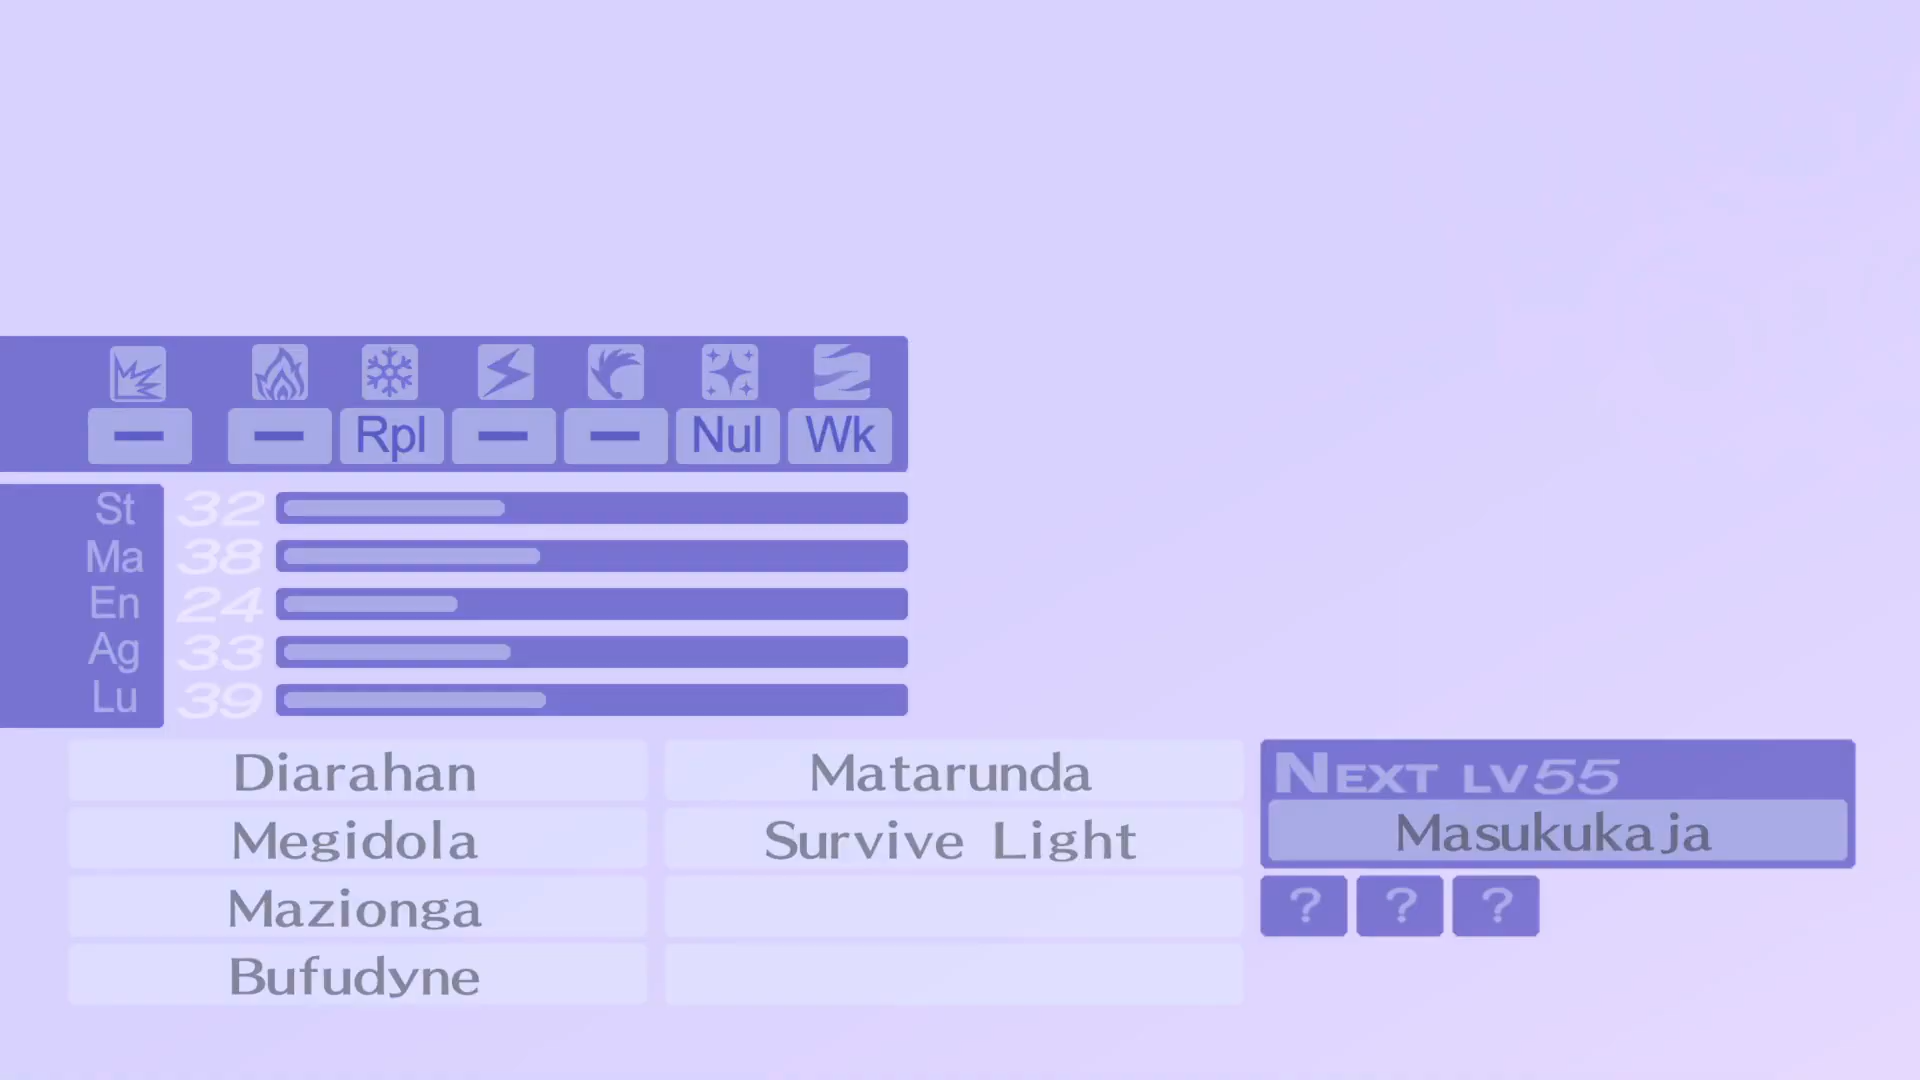 Rpl Nul Wk
St 32
Ma 38
En 24
Ag 33
Lu 39
Diarahan
Megidola
Mazionga
Bufudyne
Matarunda
Survive Light
NEXT LV55
Masukukaja
? ? ?